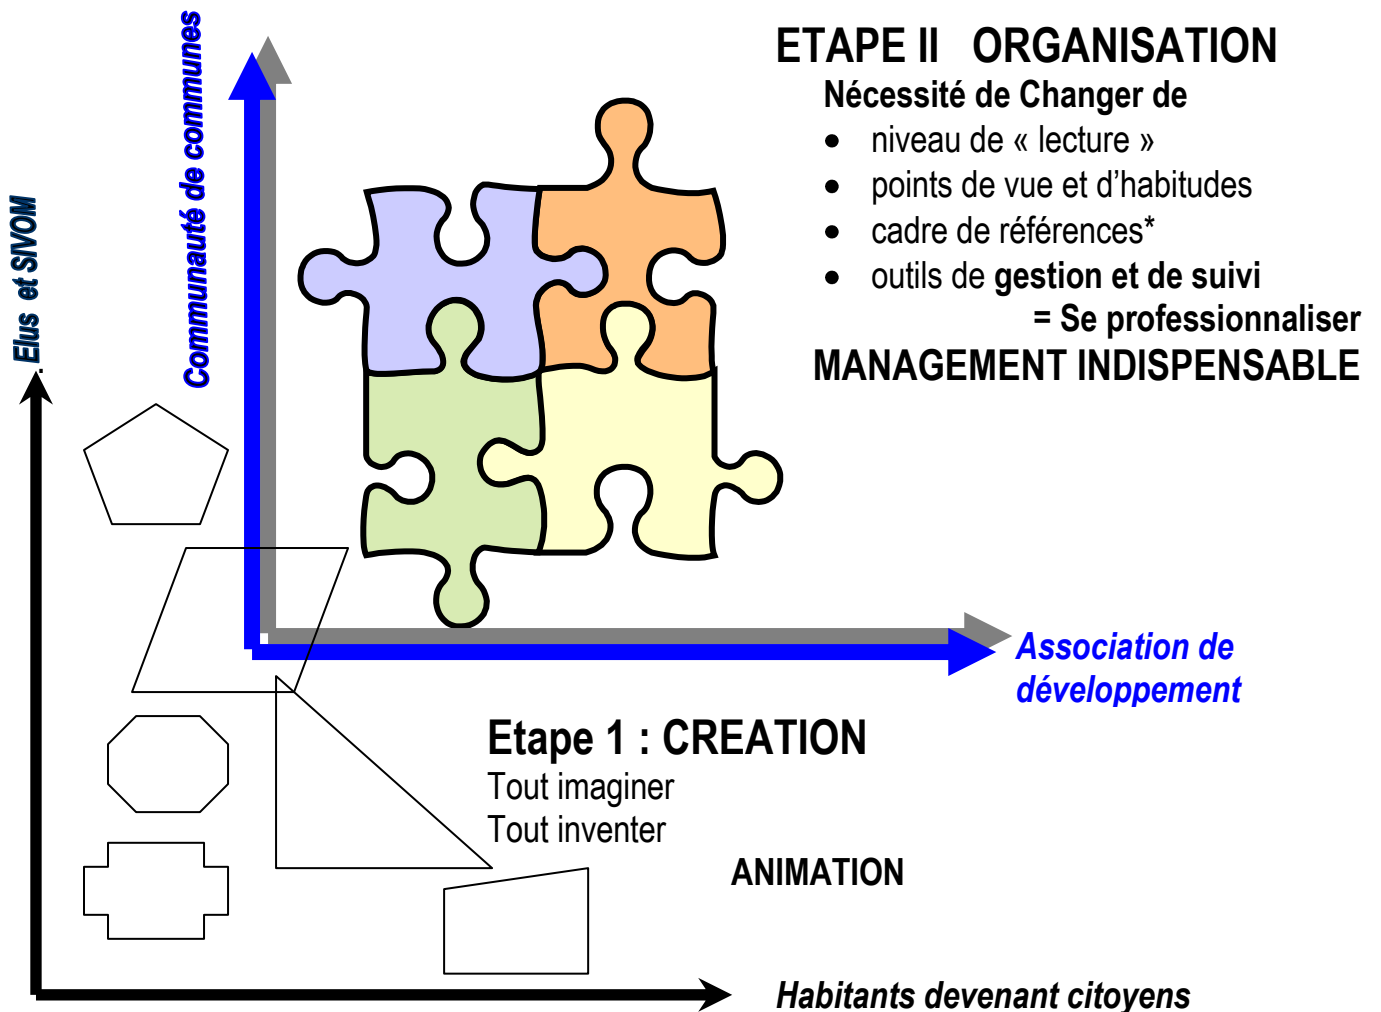 ETAPE II ORGANISATION
Nécessité de Changer de
• niveau de « lecture »
• points de vue et d’habitudes
• cadre de références*
• outils de gestion et de suivi
= Se professionnaliser
MANAGEMENT INDISPENSABLE
Communauté de communes
. Elus et SIVOM
Association de
développement
Etape 1 : CREATION
Tout imaginer
Tout inventer
ANIMATION
Habitants devenant citoyens